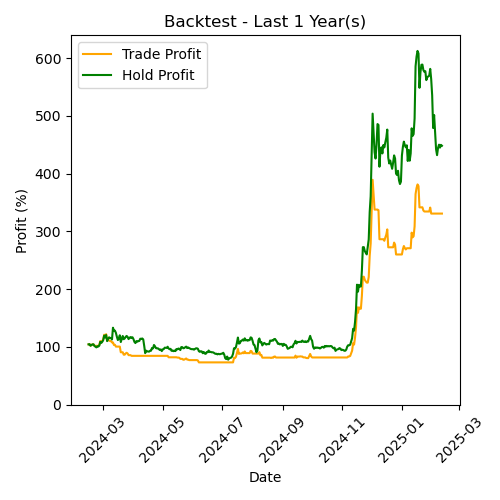 Backtest - Last 1 Year(s)
Trade Profit
Hold Profit
Profit (%)
600
500
400
300
200
100
0
2024-03
2024-05
2024-07
2024-09
2024-11
2025-01
2025-03
Date